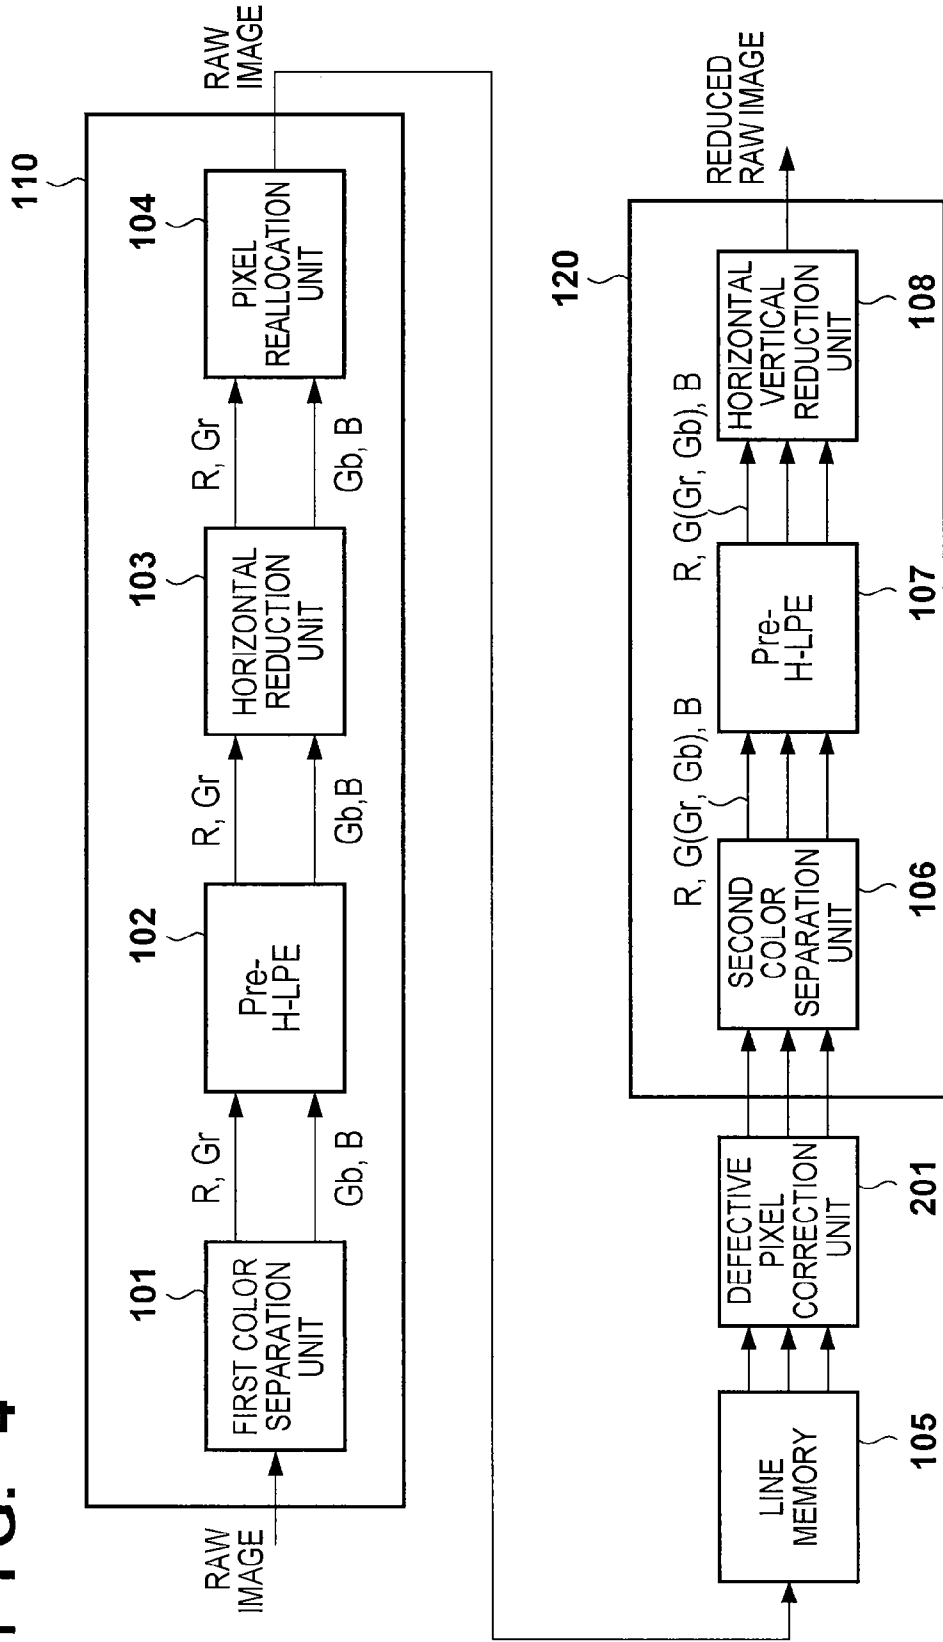 FIG. 4
110
RAW
IMAGE
101
FIRST COLOR
SEPARATION
UNIT
R, Gr
Gb, B
102
Pre-
H-LPE
R, Gr
Gb,B
103
HORIZONTAL
REDUCTION
UNIT
R, Gr
Gb, B
104
PIXEL
REALLOCATION
UNIT
RAW
IMAGE
LINE
MEMORY
105
DEFECTIVE
PIXEL
CORRECTION
UNIT
201
120
SECOND
COLOR
SEPARATION
UNIT
106
R, G(Gr, Gb), B
Pre-
H-LPE
107
R, G(Gr, Gb), B
HORIZONTAL
VERTICAL
REDUCTION
UNIT
108
REDUCED
RAW IMAGE